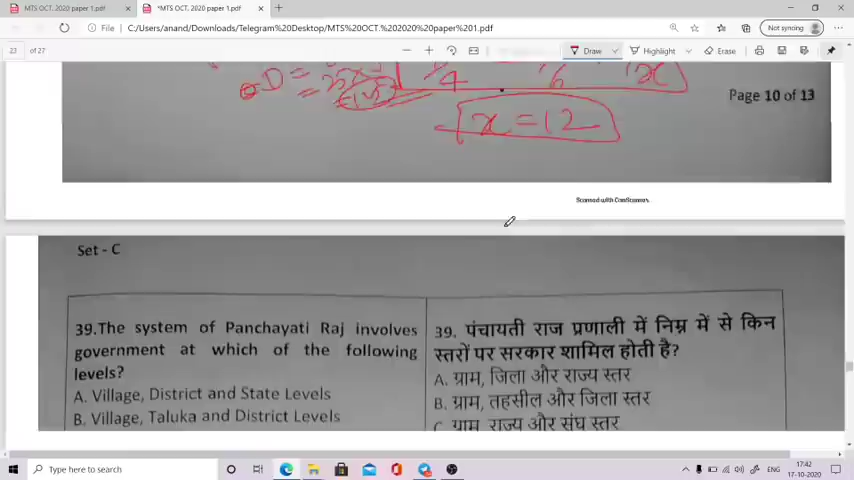 MTS OCT. 2020 paper 1.pdf
*MTS OCT. 2020 paper 1.pdf
File
C:/Users/anand/Downloads/Telegram%20Desktop/MTS%20OCT.%202020%20paper%201.pdf
Not syncing
23 of 27
Draw
Highlight
Erase
D =
4
6
x
Page 10 of 13
x = 12
Scanned with CamScanner
Set - C
39.The system of Panchayati Raj involves
government at which of the following
levels?
A. Village, District and State Levels
B. Village, Taluka and District Levels
39. पंचायती राज प्रणाली में निम्न में से किन
स्तरों पर सरकार शामिल होती है?
A. ग्राम, जिला और राज्य स्तर
B. ग्राम, तहसील और जिला स्तर
C. ग्राम, राज्य और संघ स्तर
Type here to search
ENG
17:42
17-10-2020